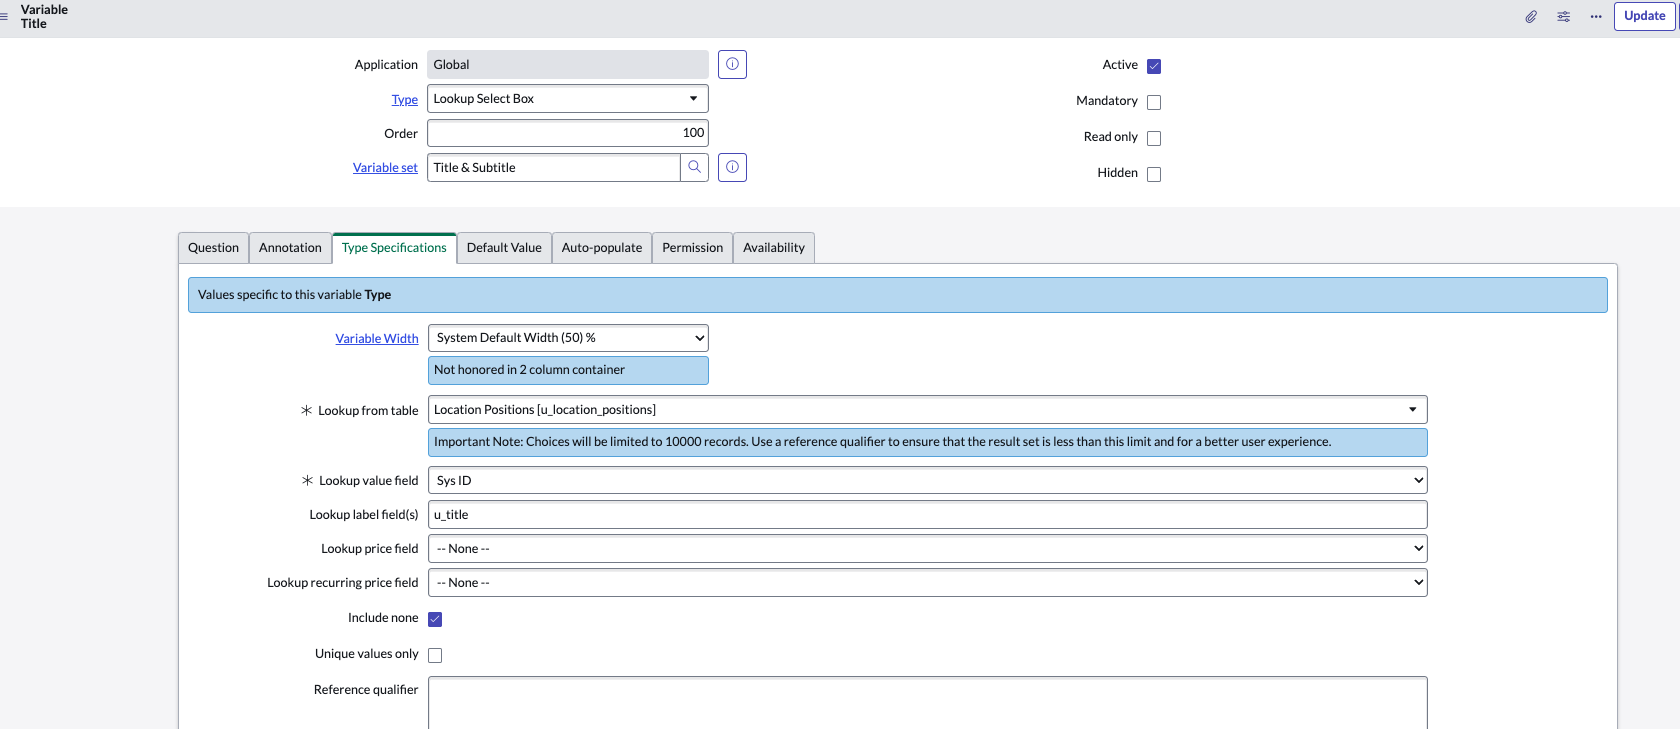 Variable
Title
Update
Application Global
Type Lookup Select Box
Order 100
Variable set Title & Subtitle
Active
Mandatory
Read only
Hidden
Question Annotation Type Specifications Default Value Auto-populate Permission Availability
Values specific to this variable Type
Variable Width System Default Width (50) %
Not honored in 2 column container
Lookup from table Location Positions [u_location_positions]
Important Note: Choices will be limited to 10000 records. Use a reference qualifier to ensure that the result set is less than this limit and for a better user experience.
Lookup value field Sys ID
Lookup label field(s) u_title
Lookup price field -- None --
Lookup recurring price field -- None --
Include none
Unique values only
Reference qualifier